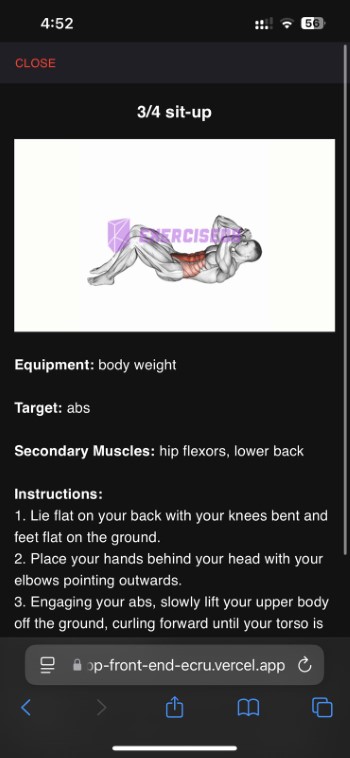 4:52
56
CLOSE
3/4 sit-up
Equipment: body weight
Target: abs
Secondary Muscles: hip flexors, lower back
Instructions:
1. Lie flat on your back with your knees bent and
feet flat on the ground.
2. Place your hands behind your head with your
elbows pointing outwards.
3. Engaging your abs, slowly lift your upper body
off the ground, curling forward until your torso is
op-front-end-ecru.vercel.app